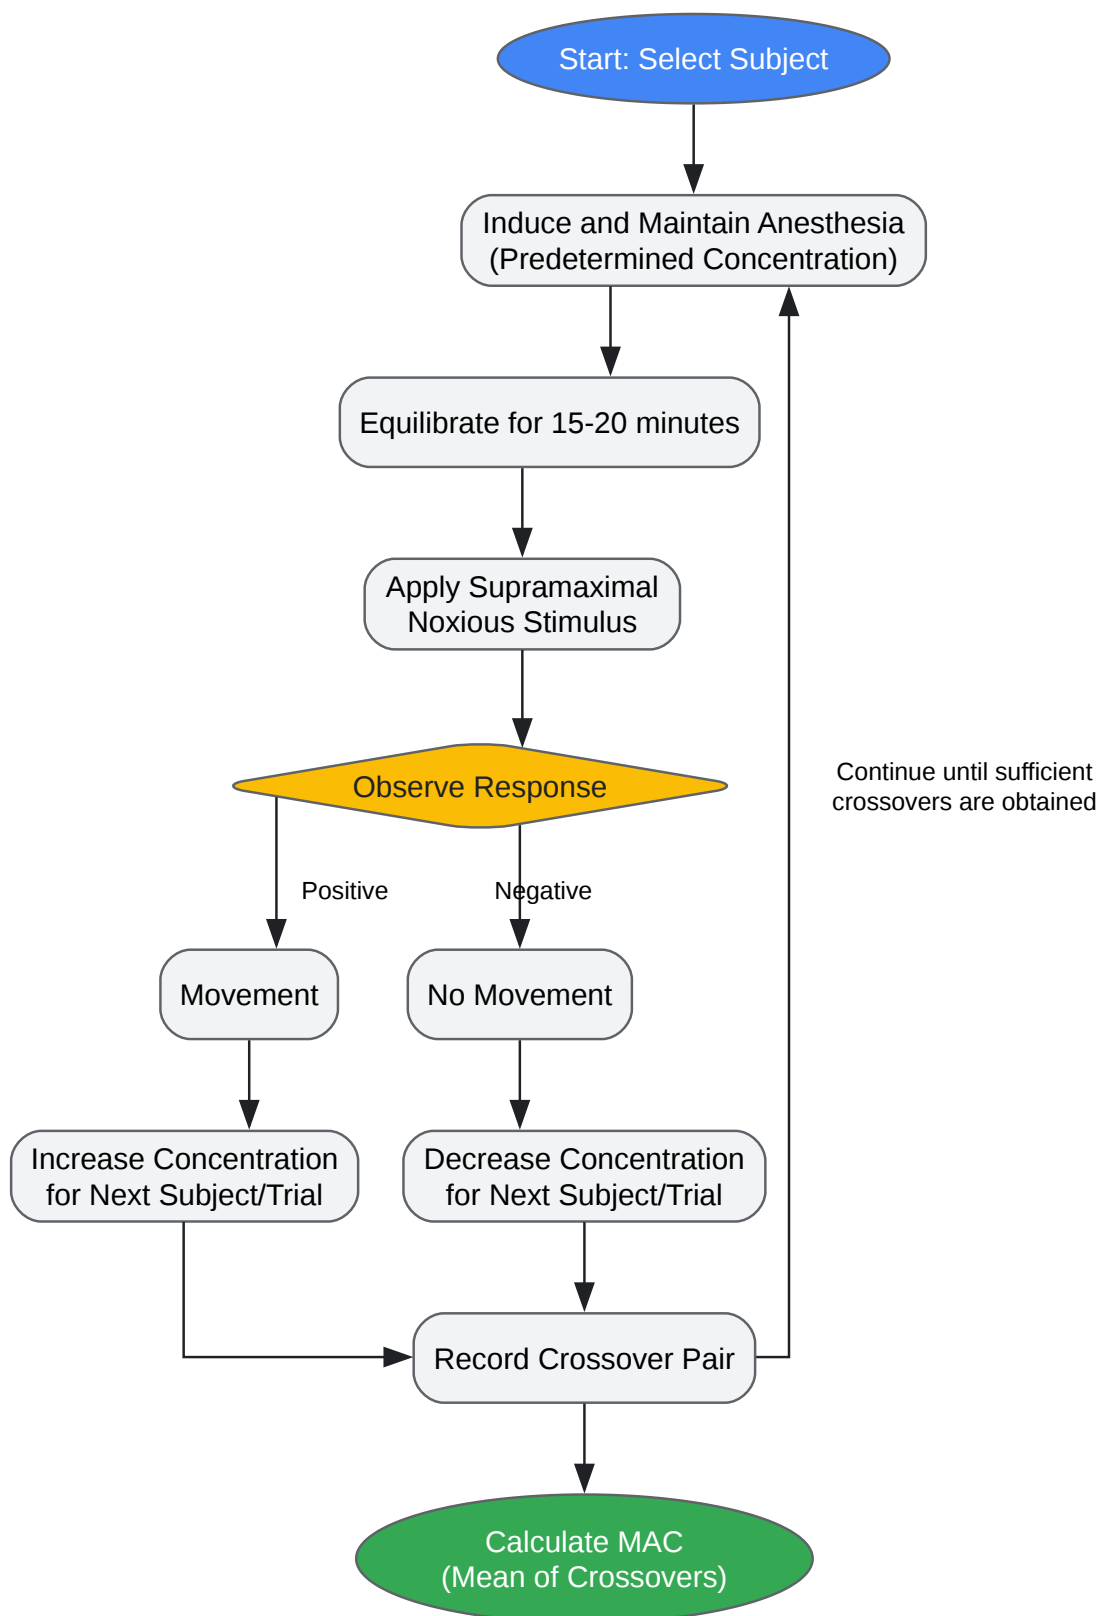 Start: Select Subject
Induce and Maintain Anesthesia
(Predetermined Concentration)
Equilibrate for 15-20 minutes
Apply Supramaximal
Noxious Stimulus
Observe Response
Continue until sufficient
crossovers are obtained
Positive
Negative
Movement
No Movement
Increase Concentration
for Next Subject/Trial
Decrease Concentration
for Next Subject/Trial
Record Crossover Pair
Calculate MAC
(Mean of Crossovers)